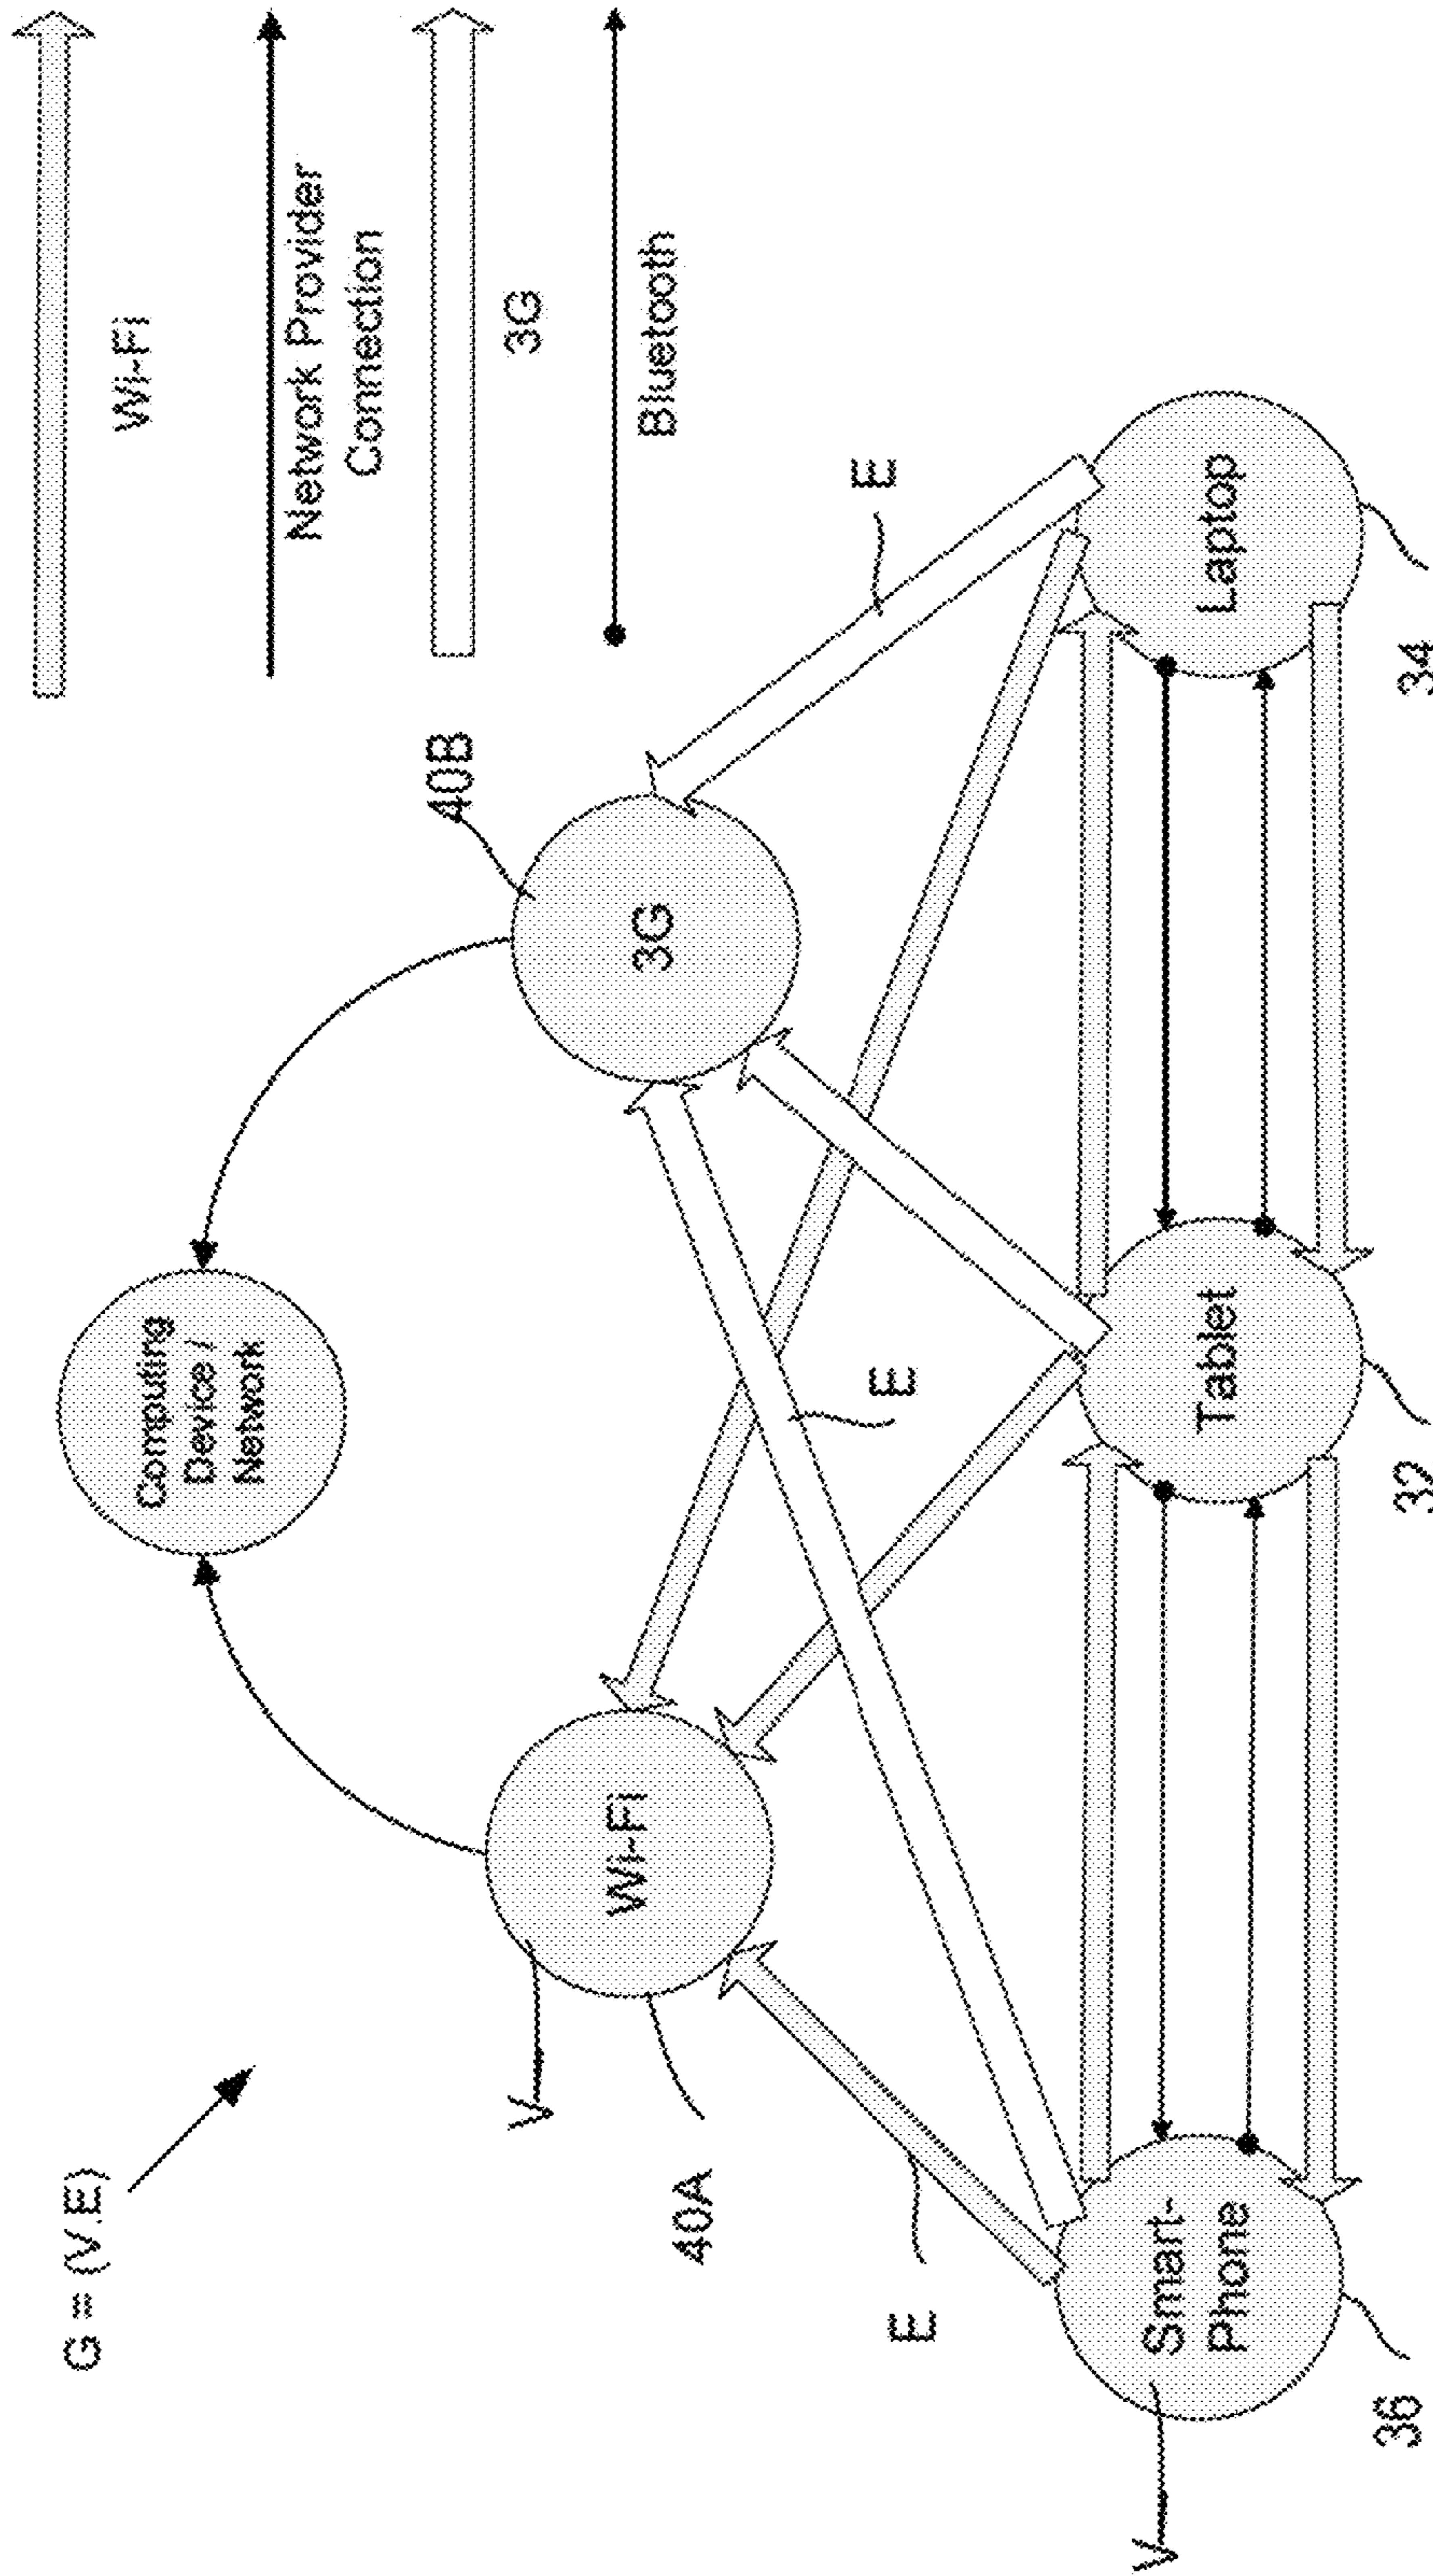 G = (V.E)
Wi-Fi
Network Provider
Connection
3G
Bluetooth
Computing
Device /
Network
V
Wi-Fi
40A
3G
40B
E
E
E
V
Smart-
Phone
36
Tablet
32
Laptop
34